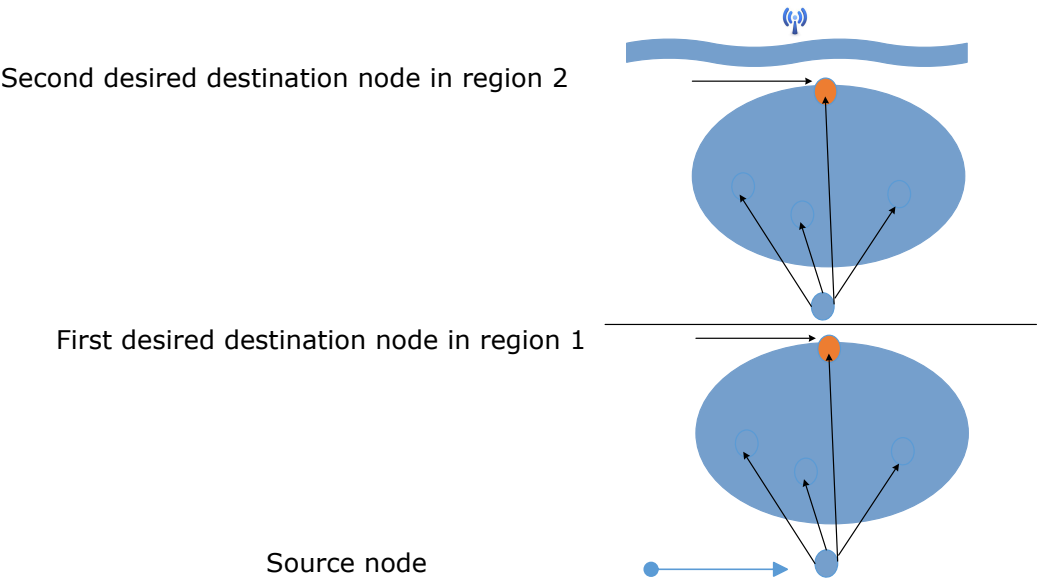 Second desired destination node in region 2
First desired destination node in region 1
Source node